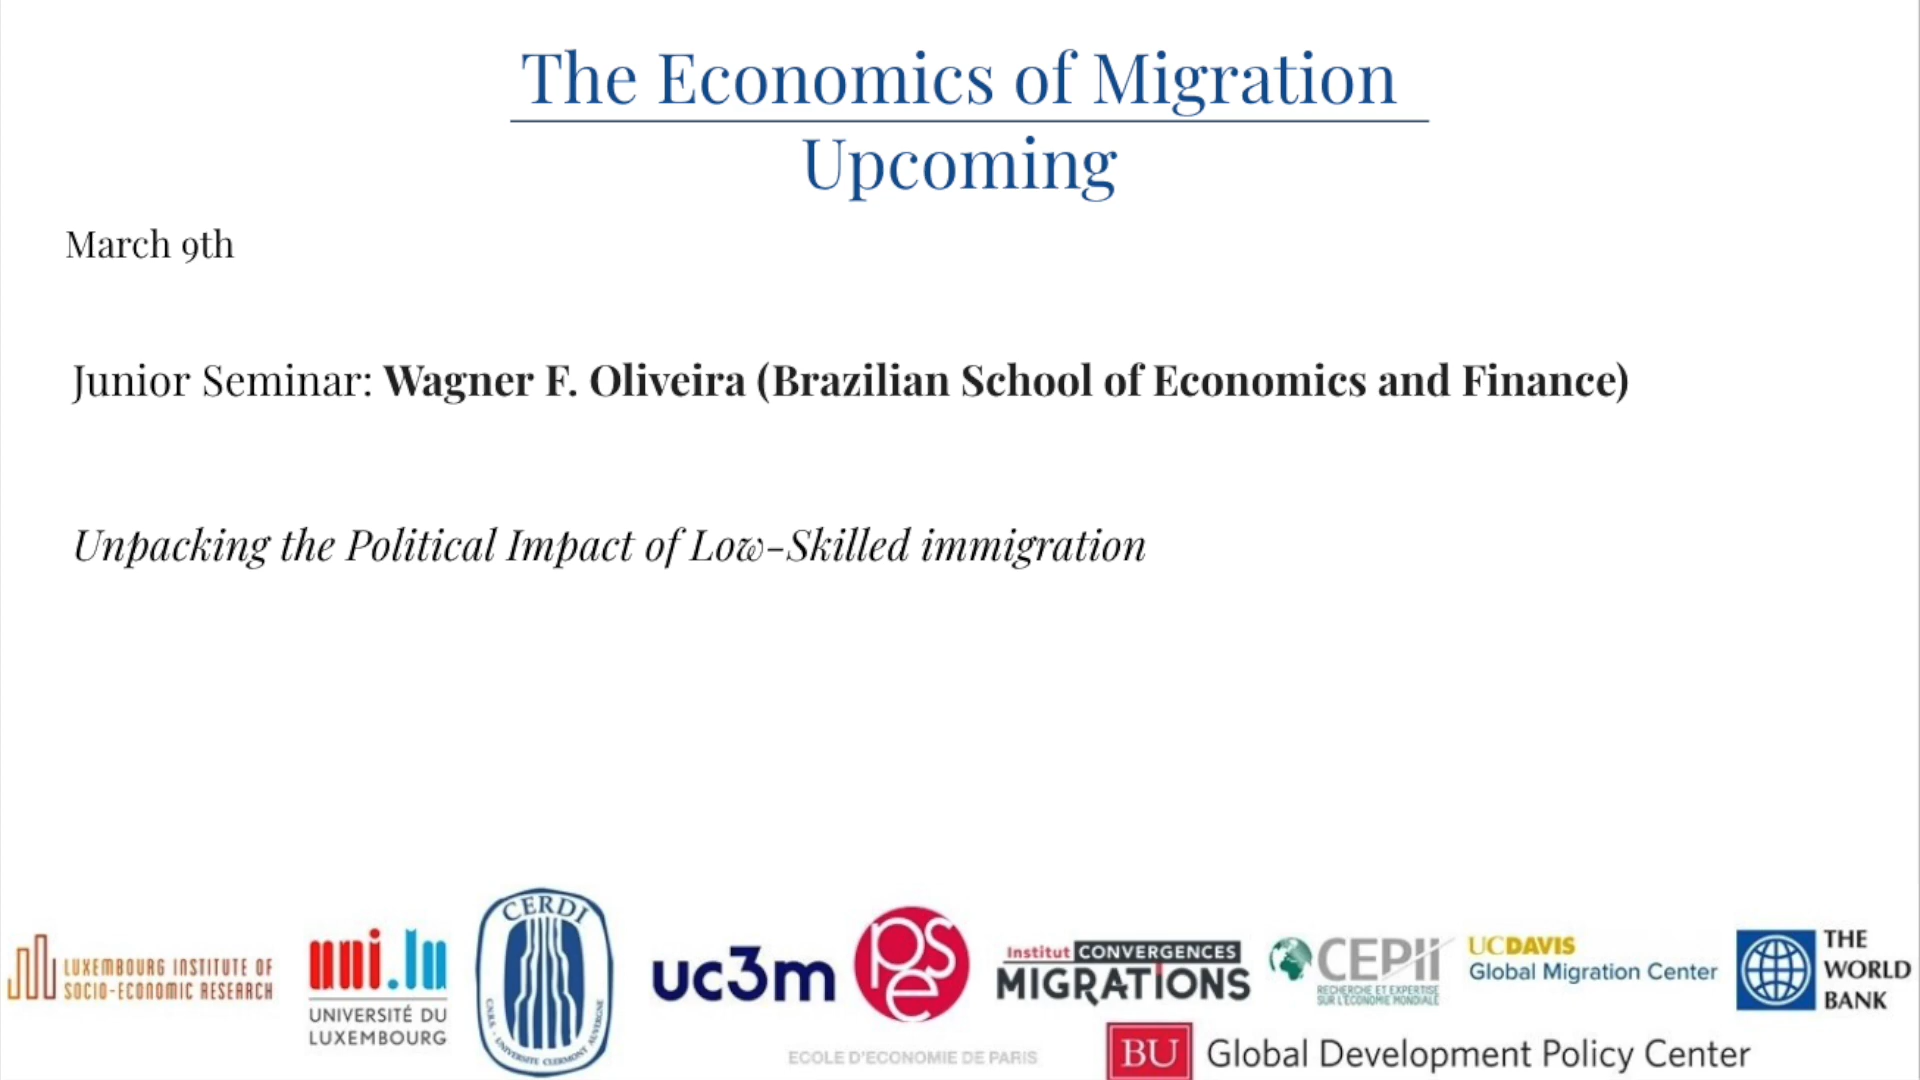 The Economics of Migration
Upcoming
March 9th
Junior Seminar: Wagner F. Oliveira (Brazilian School of Economics and Finance)
Unpacking the Political Impact of Low-Skilled immigration
LUXEMBOURG INSTITUTE OF
SOCIO-ECONOMIC RESEARCH
uni.lu
UNIVERSITÉ DU
LUXEMBOURG
CERDI
CNRS - UNIVERSITE CLERMONT AUVERGNE
uc3m
pse
ECOLE D'ECONOMIE DE PARIS
Institut CONVERGENCES
MIGRATIONS
CEPII
RECHERCHE ET EXPERTISE
SUR L'ECONOMIE MONDIALE
UCDAVIS
Global Migration Center
THE
WORLD
BANK
BU Global Development Policy Center